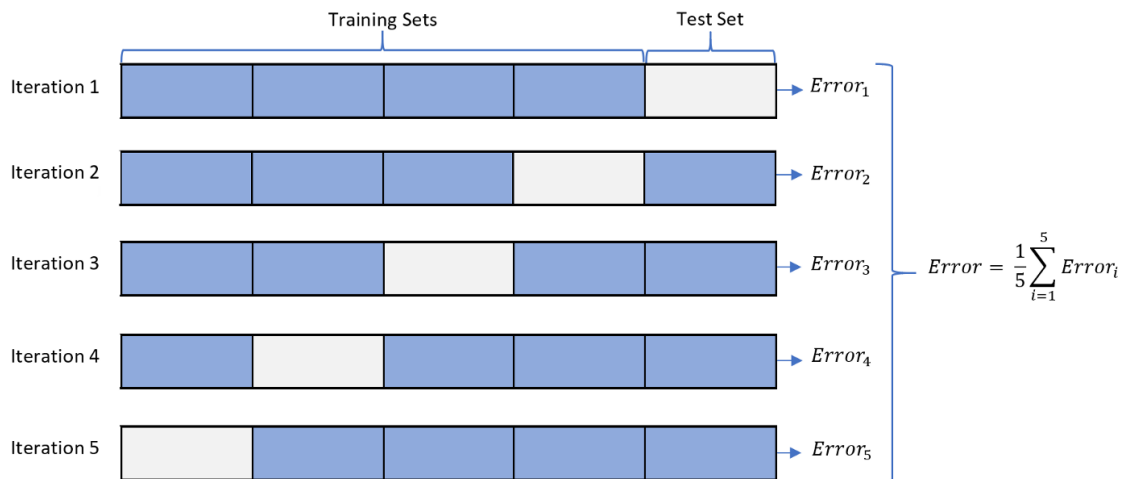 Training Sets
Test Set
Iteration 1
Error₁
Iteration 2
Error₂
Iteration 3
Error₃
Error = 1/5 ∑⁵ᵢ₌₁ Errorᵢ
Iteration 4
Error₄
Iteration 5
Error₅